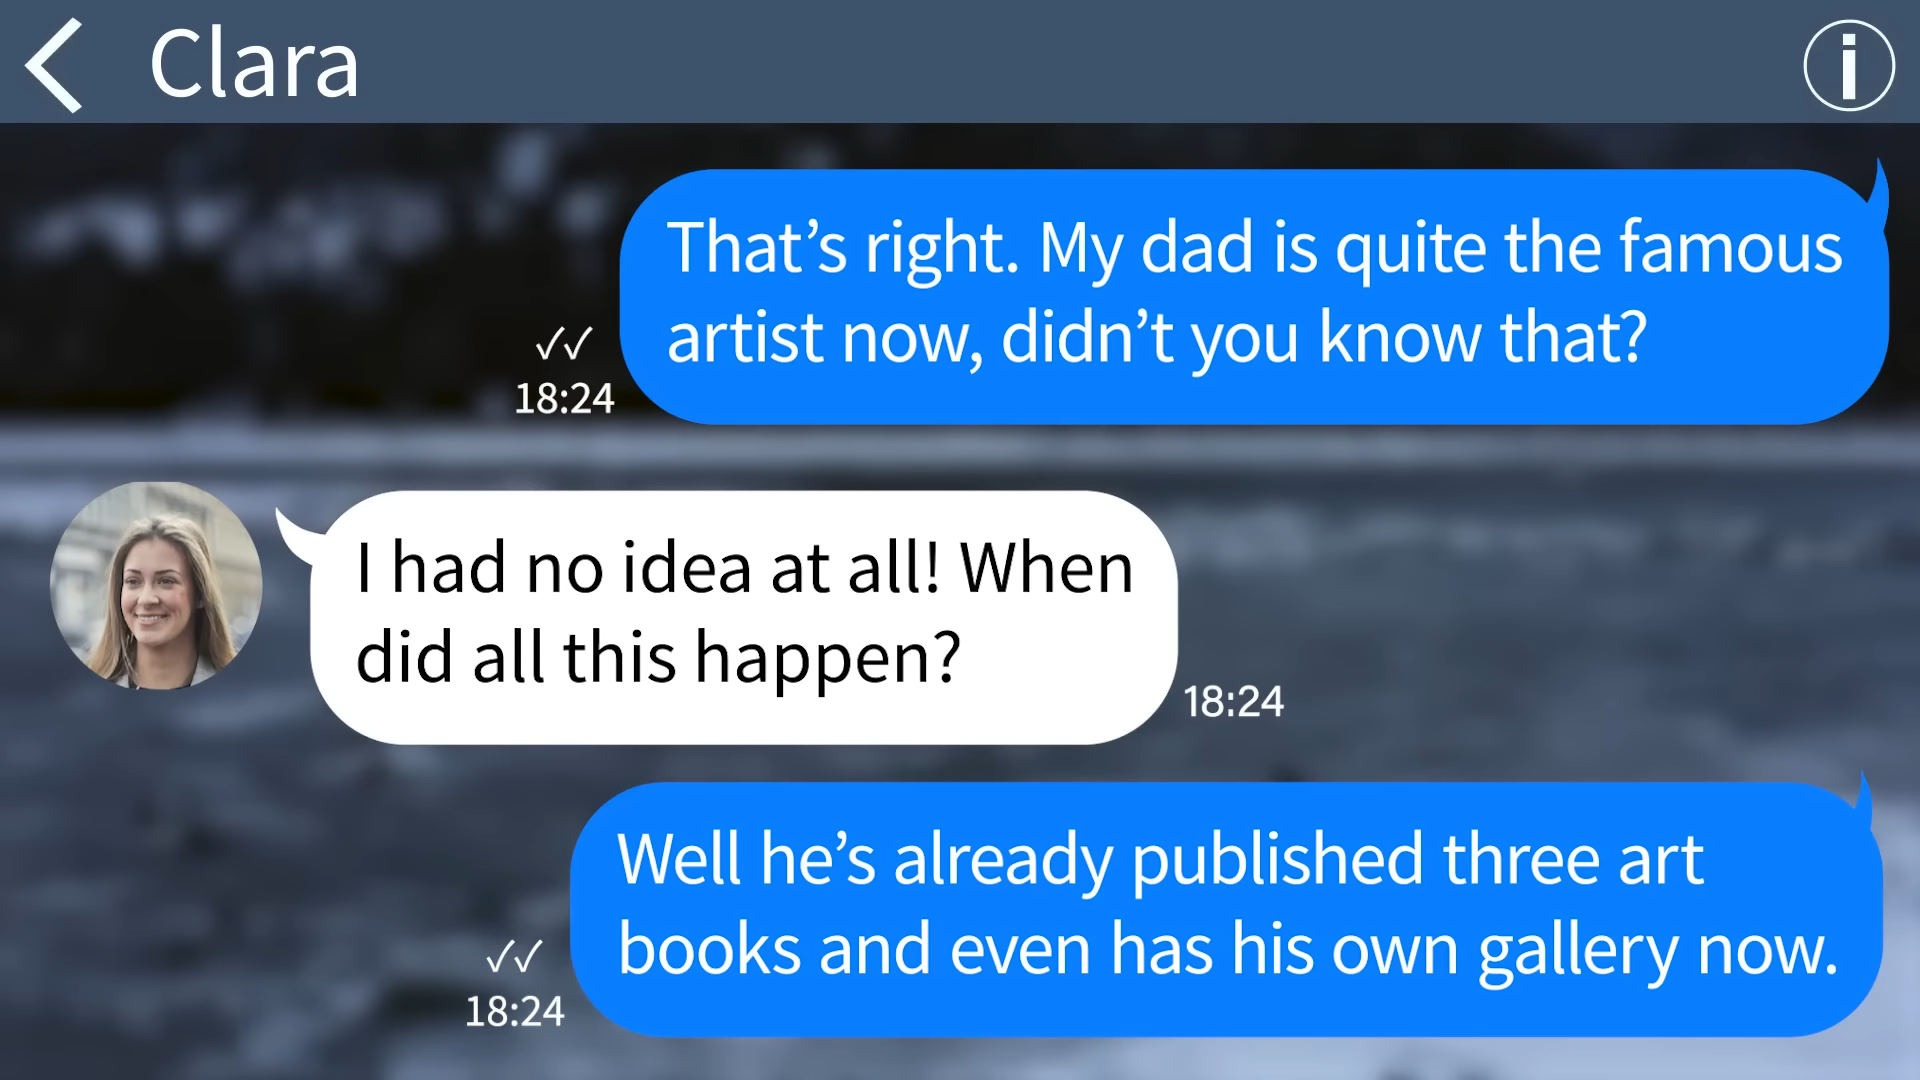 Clara
That’s right. My dad is quite the famous
artist now, didn’t you know that?
18:24
I had no idea at all! When
did all this happen?
18:24
Well he’s already published three art
books and even has his own gallery now.
18:24